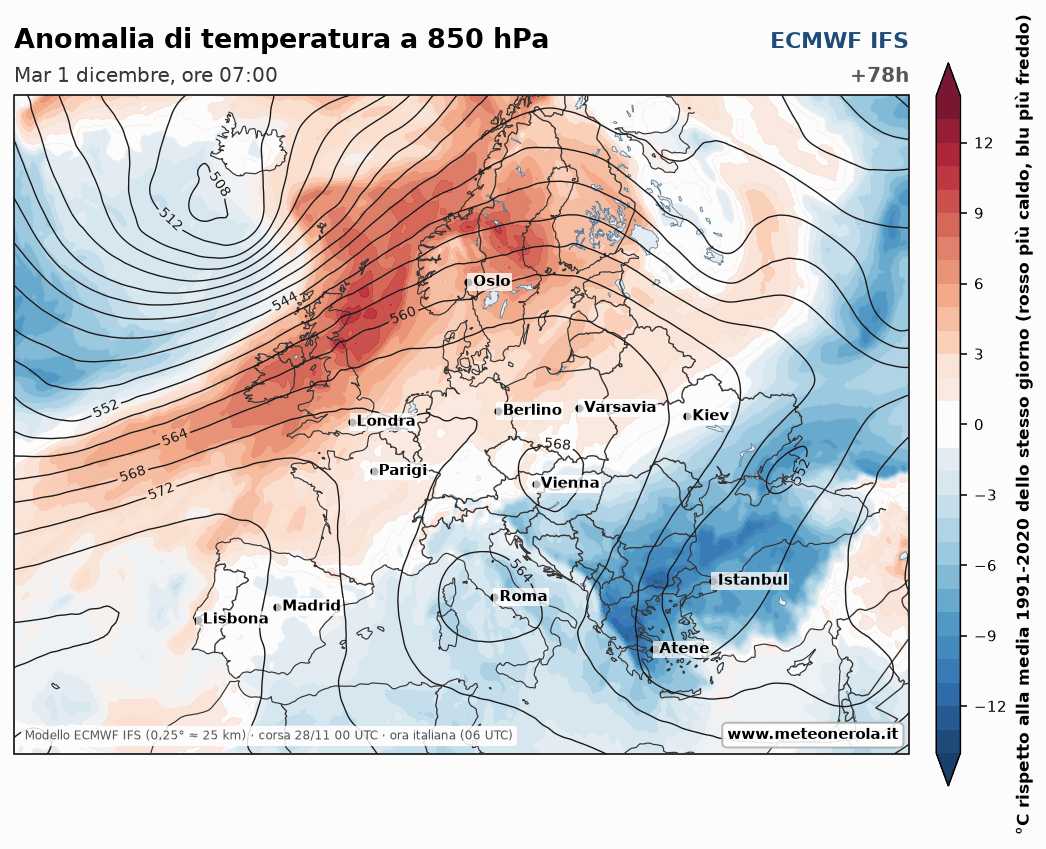 Anomalia di temperatura a 850 hPa
ECMWF IFS
Mar 1 dicembre, ore 07:00
+78h
508
512
544
560
552
564
568
572
568
564
552
Oslo
Londra
Berlino
Varsavia
Kiev
Parigi
Vienna
Istanbul
Roma
Madrid
Lisbona
Atene
Modello ECMWF IFS (0,25° ≈ 25 km) · corsa 28/11 00 UTC · ora italiana (06 UTC)
www.meteonerola.it
12
9
6
3
0
−3
−6
−9
−12
°C rispetto alla media 1991-2020 dello stesso giorno (rosso più caldo, blu più freddo)